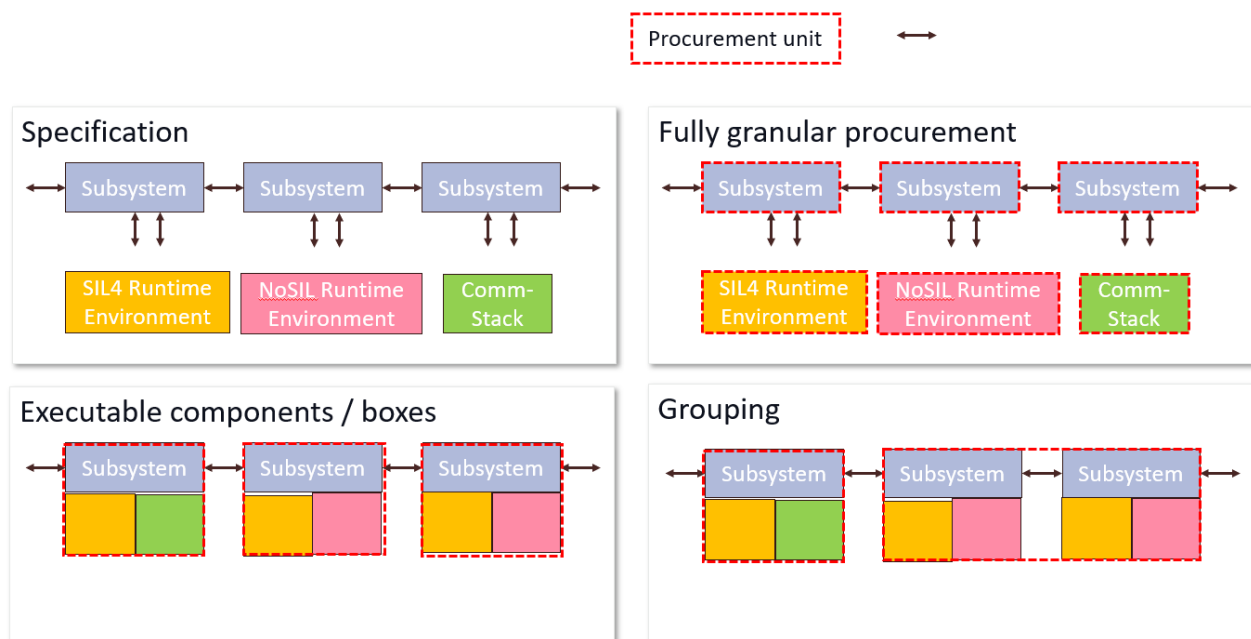 Procurement unit
Specification
Subsystem
Subsystem
Subsystem
SIL4 Runtime
Environment
NoSIL Runtime
Environment
Comm-
Stack
Fully granular procurement
Subsystem
Subsystem
Subsystem
SIL4 Runtime
Environment
NoSIL Runtime
Environment
Comm-
Stack
Executable components / boxes
Subsystem
Subsystem
Subsystem
Grouping
Subsystem
Subsystem
Subsystem